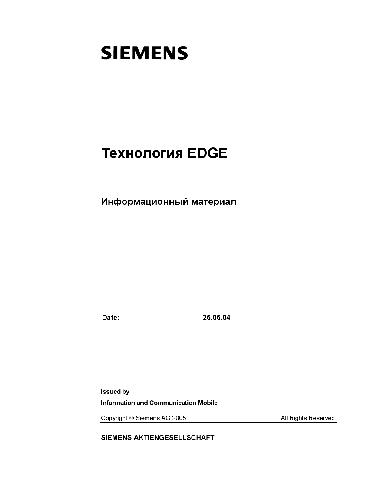 SIEMENS
Технология EDGE
Информационный материал
Date: 26.06.04
Issued by
Information and Communication Mobile
Copyright © Siemens AG All Rights Reserved
SIEMENS AKTIENGESELLSCHAFT